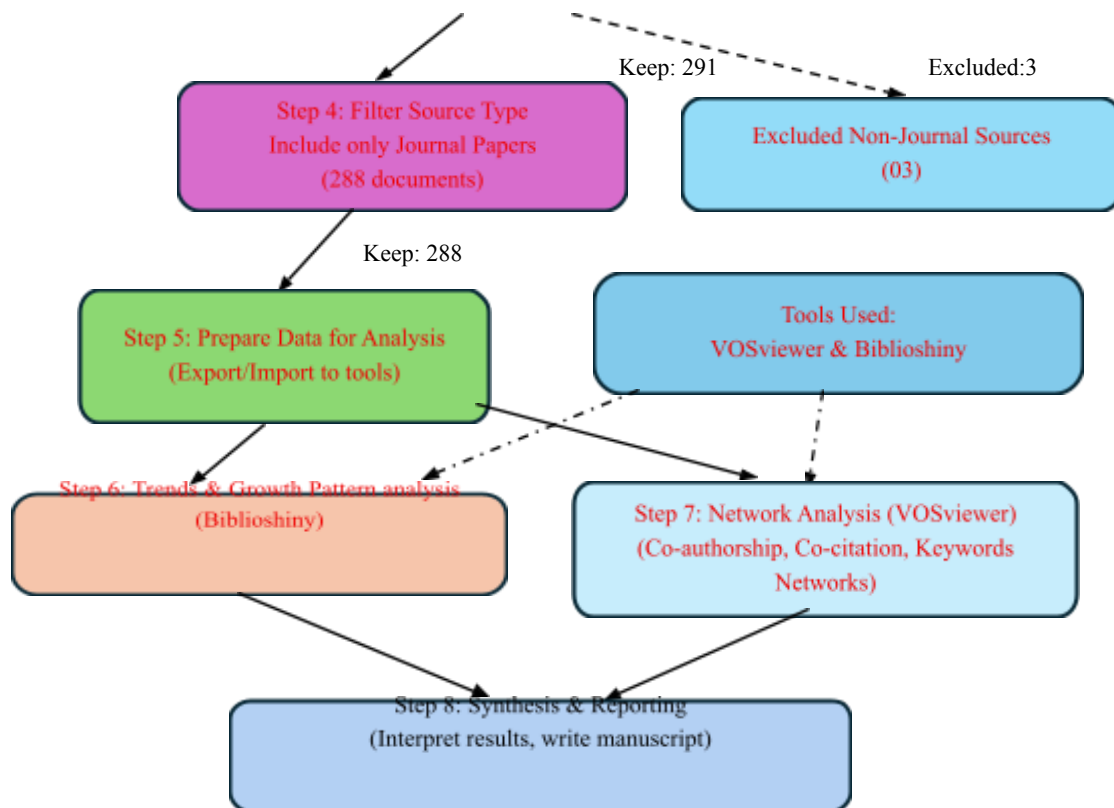 Keep: 291
Excluded:3
Step 4: Filter Source Type
Include only Journal Papers
(288 documents)
Excluded Non-Journal Sources
(03)
Keep: 288
Step 5: Prepare Data for Analysis
(Export/Import to tools)
Tools Used:
VOSviewer & Biblioshiny
Step 6: Trends & Growth Pattern analysis
(Biblioshiny)
Step 7: Network Analysis (VOSviewer)
(Co-authorship, Co-citation, Keywords
Networks)
Step 8: Synthesis & Reporting
(Interpret results, write manuscript)